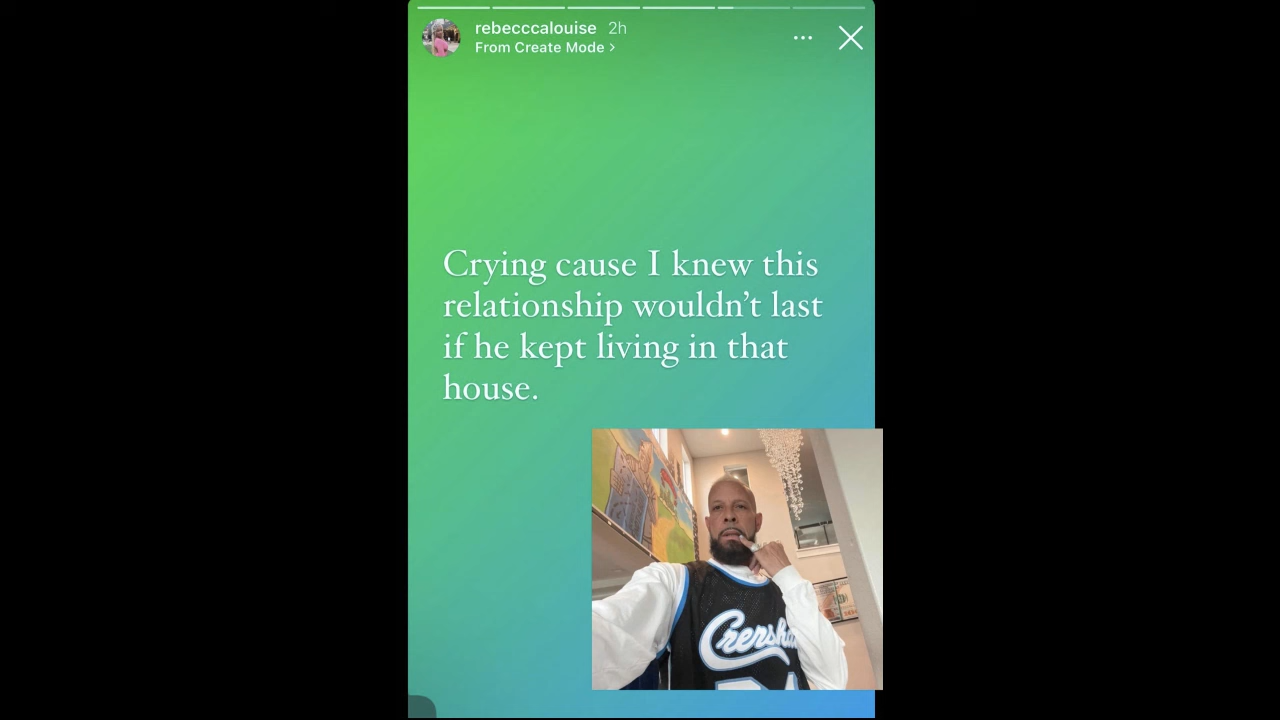 rebecccalouise 2h
From Create Mode >
Crying cause I knew this
relationship wouldn’t last
if he kept living in that
house.